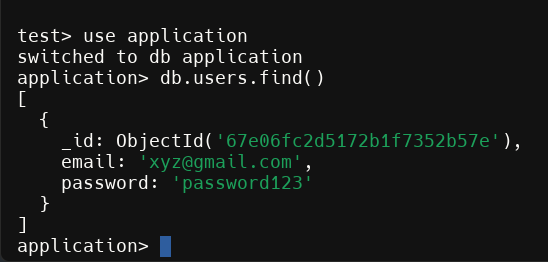 test> use application
switched to db application
application> db.users.find()
[
  {
    _id: ObjectId('67e06fc2d5172b1f7352b57e'),
    email: 'xyz@gmail.com',
    password: 'password123'
  }
]
application>